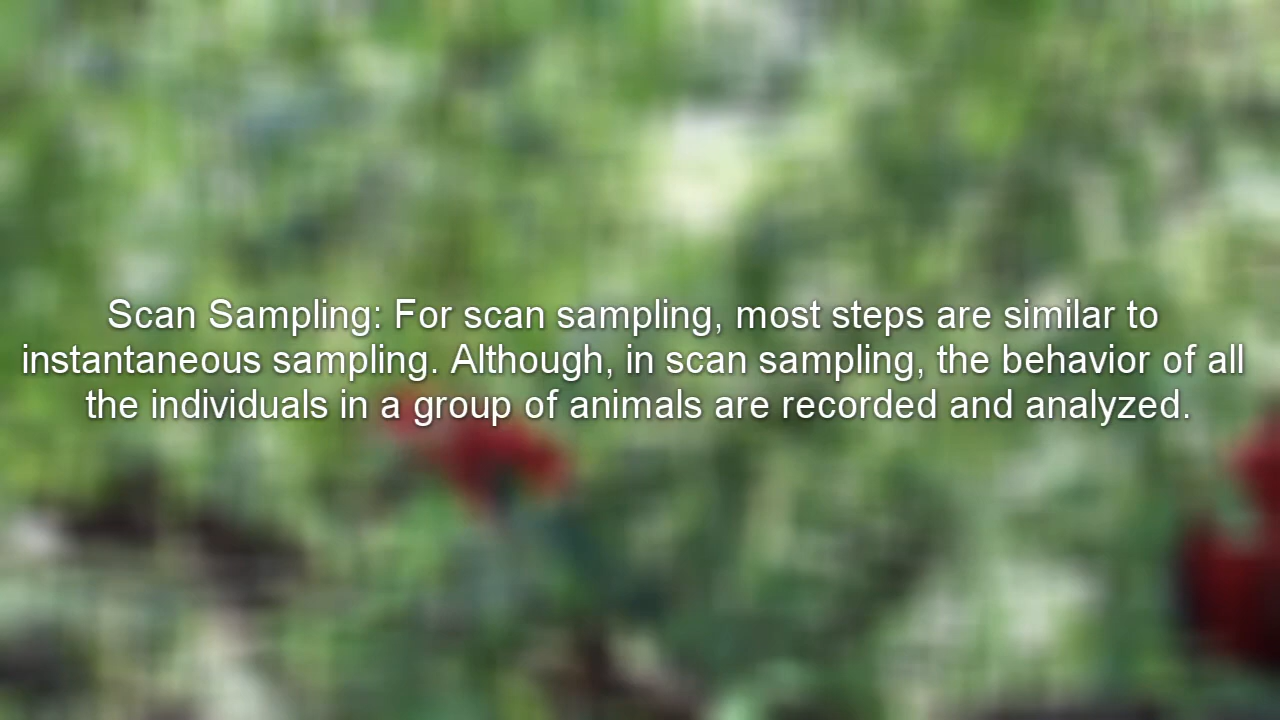 Scan Sampling: For scan sampling, most steps are similar to
instantaneous sampling. Although, in scan sampling, the behavior of all
the individuals in a group of animals are recorded and analyzed.